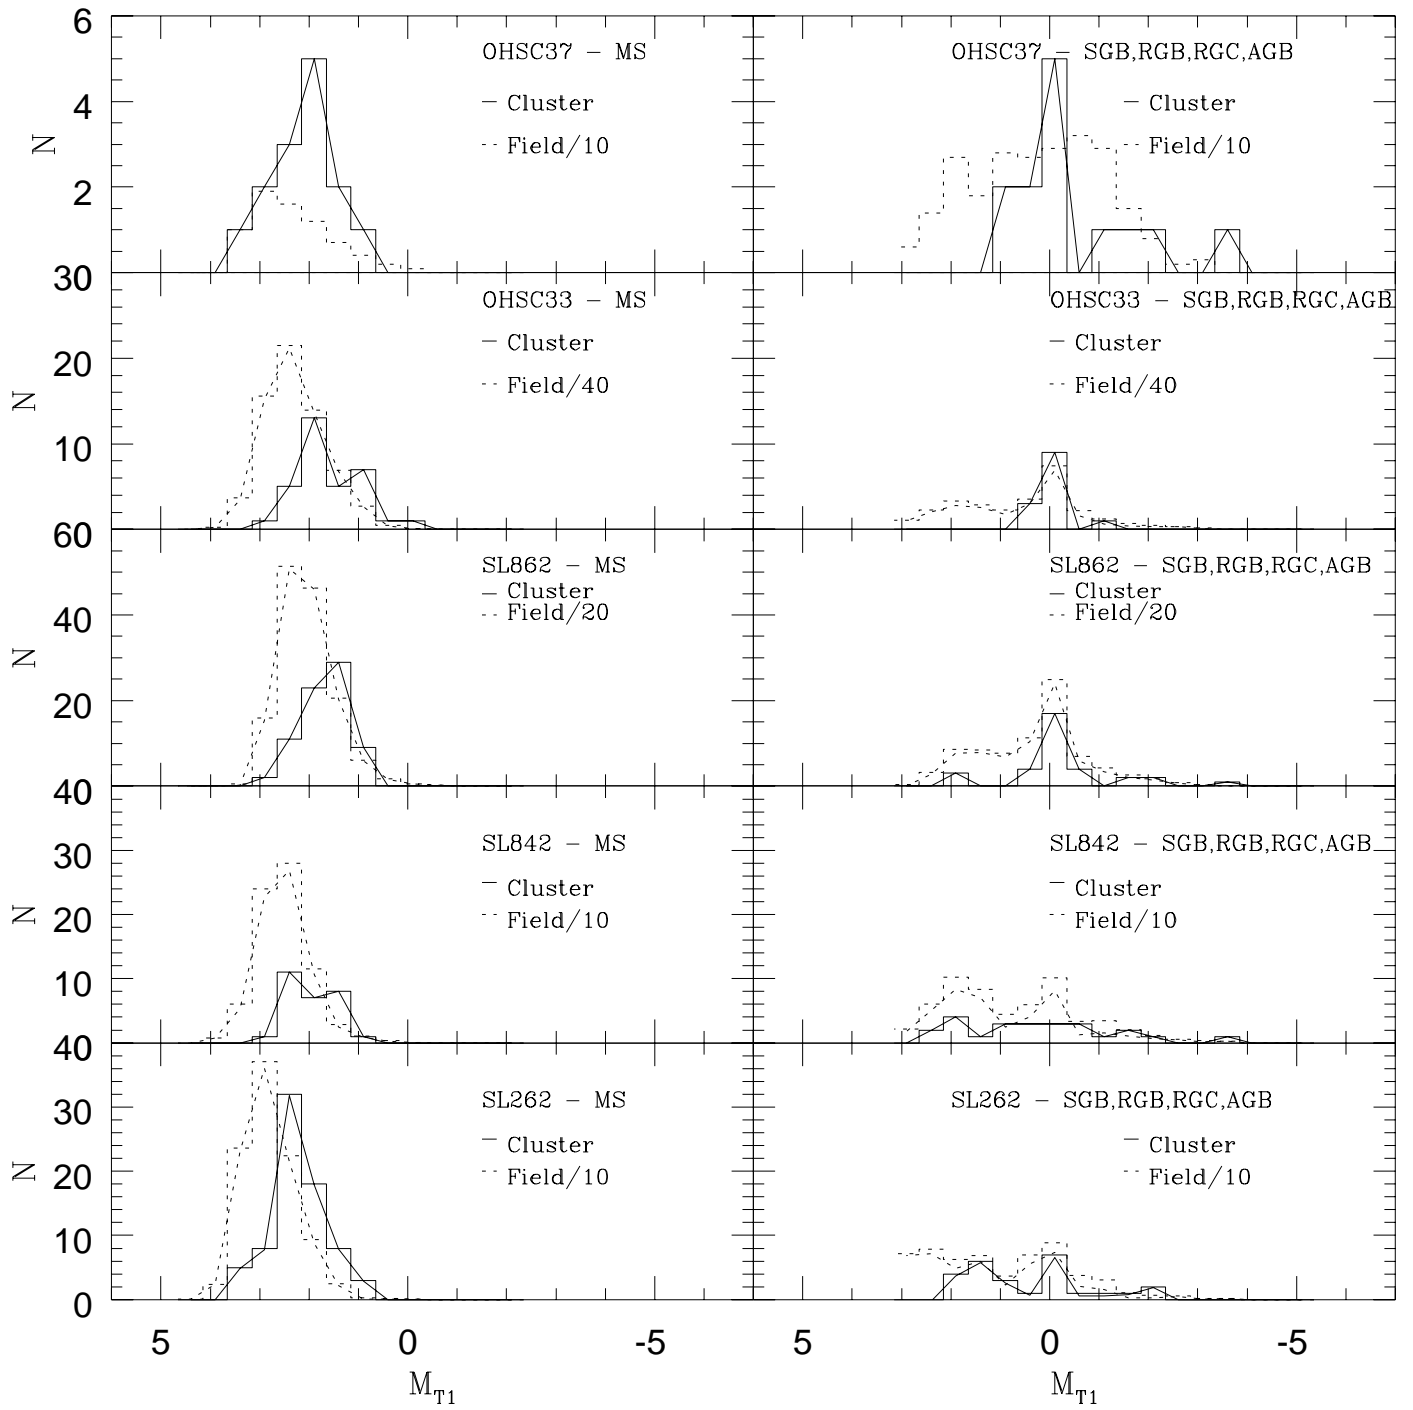 6
4
2
30
N
OHSC37 – MS
– Cluster
-- Field/10
OHSC37 – SGB,RGB,RGC,AGB
– Cluster
-- Field/10
20
10
60
N
OHSC33 – MS
– Cluster
-- Field/40
OHSC33 – SGB,RGB,RGC,AGB
– Cluster
-- Field/40
40
20
40
N
SL862 – MS
– Cluster
-- Field/20
SL862 – SGB,RGB,RGC,AGB
– Cluster
-- Field/20
30
20
10
40
N
SL842 – MS
– Cluster
-- Field/10
SL842 – SGB,RGB,RGC,AGB
– Cluster
-- Field/10
30
20
10
0
N
SL262 – MS
– Cluster
-- Field/10
SL262 – SGB,RGB,RGC,AGB
– Cluster
-- Field/10
5 0 -5
5 0 -5
M_T1
M_T1